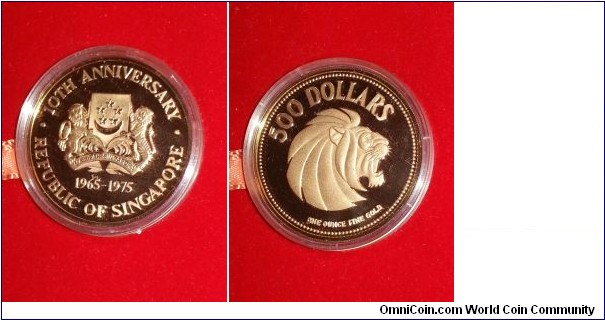 · 10TH ANNIVERSARY ·
1965-1975
REPUBLIC OF SINGAPORE
500 DOLLARS
ONE OUNCE FINE GOLD
OmniCoin.com World Coin Community